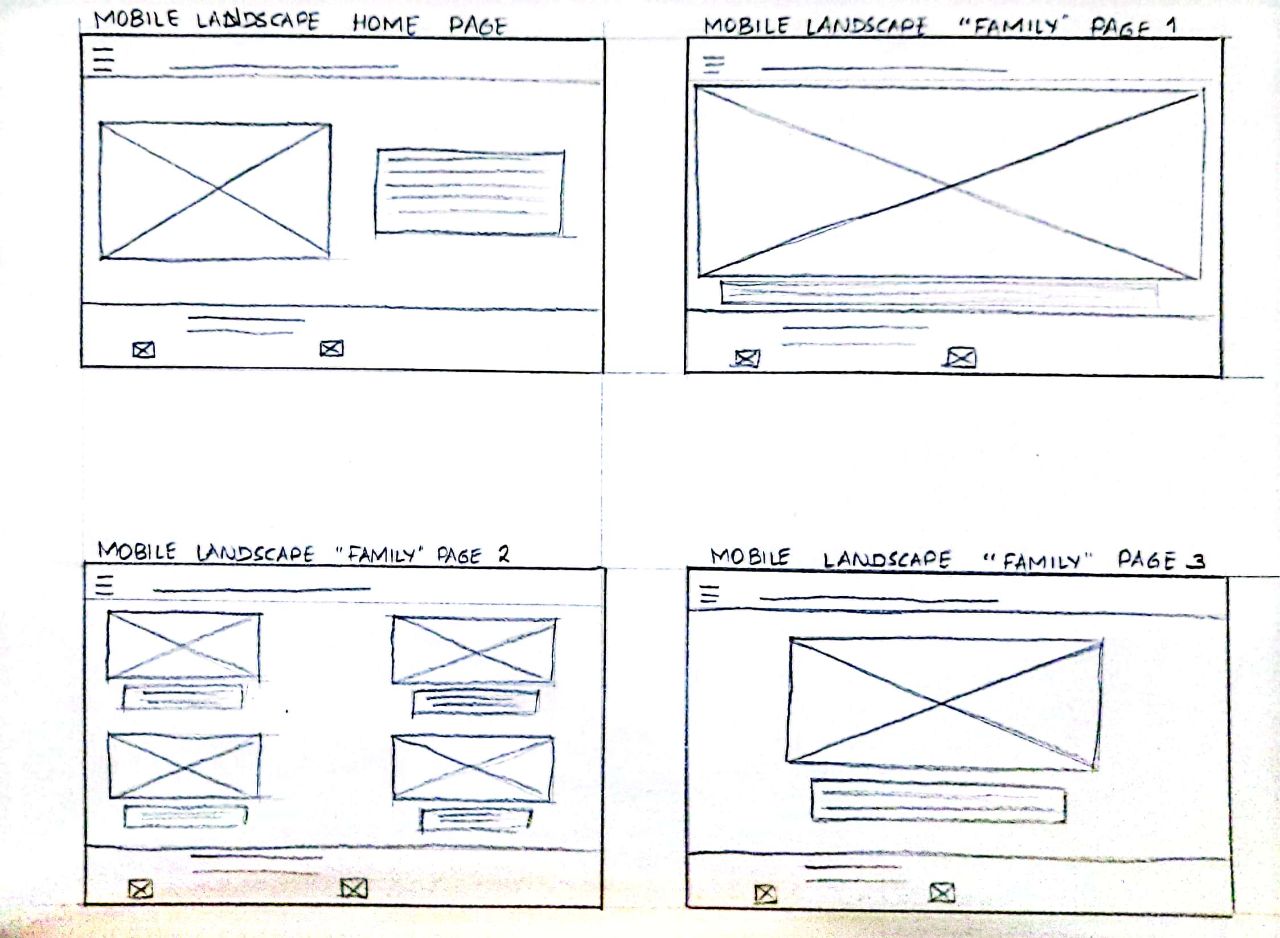 MOBILE LANDSCAPE HOME PAGE
MOBILE LANDSCAPE "FAMILY" PAGE 1
MOBILE LANDSCAPE "FAMILY" PAGE 2
MOBILE LANDSCAPE "FAMILY" PAGE 3